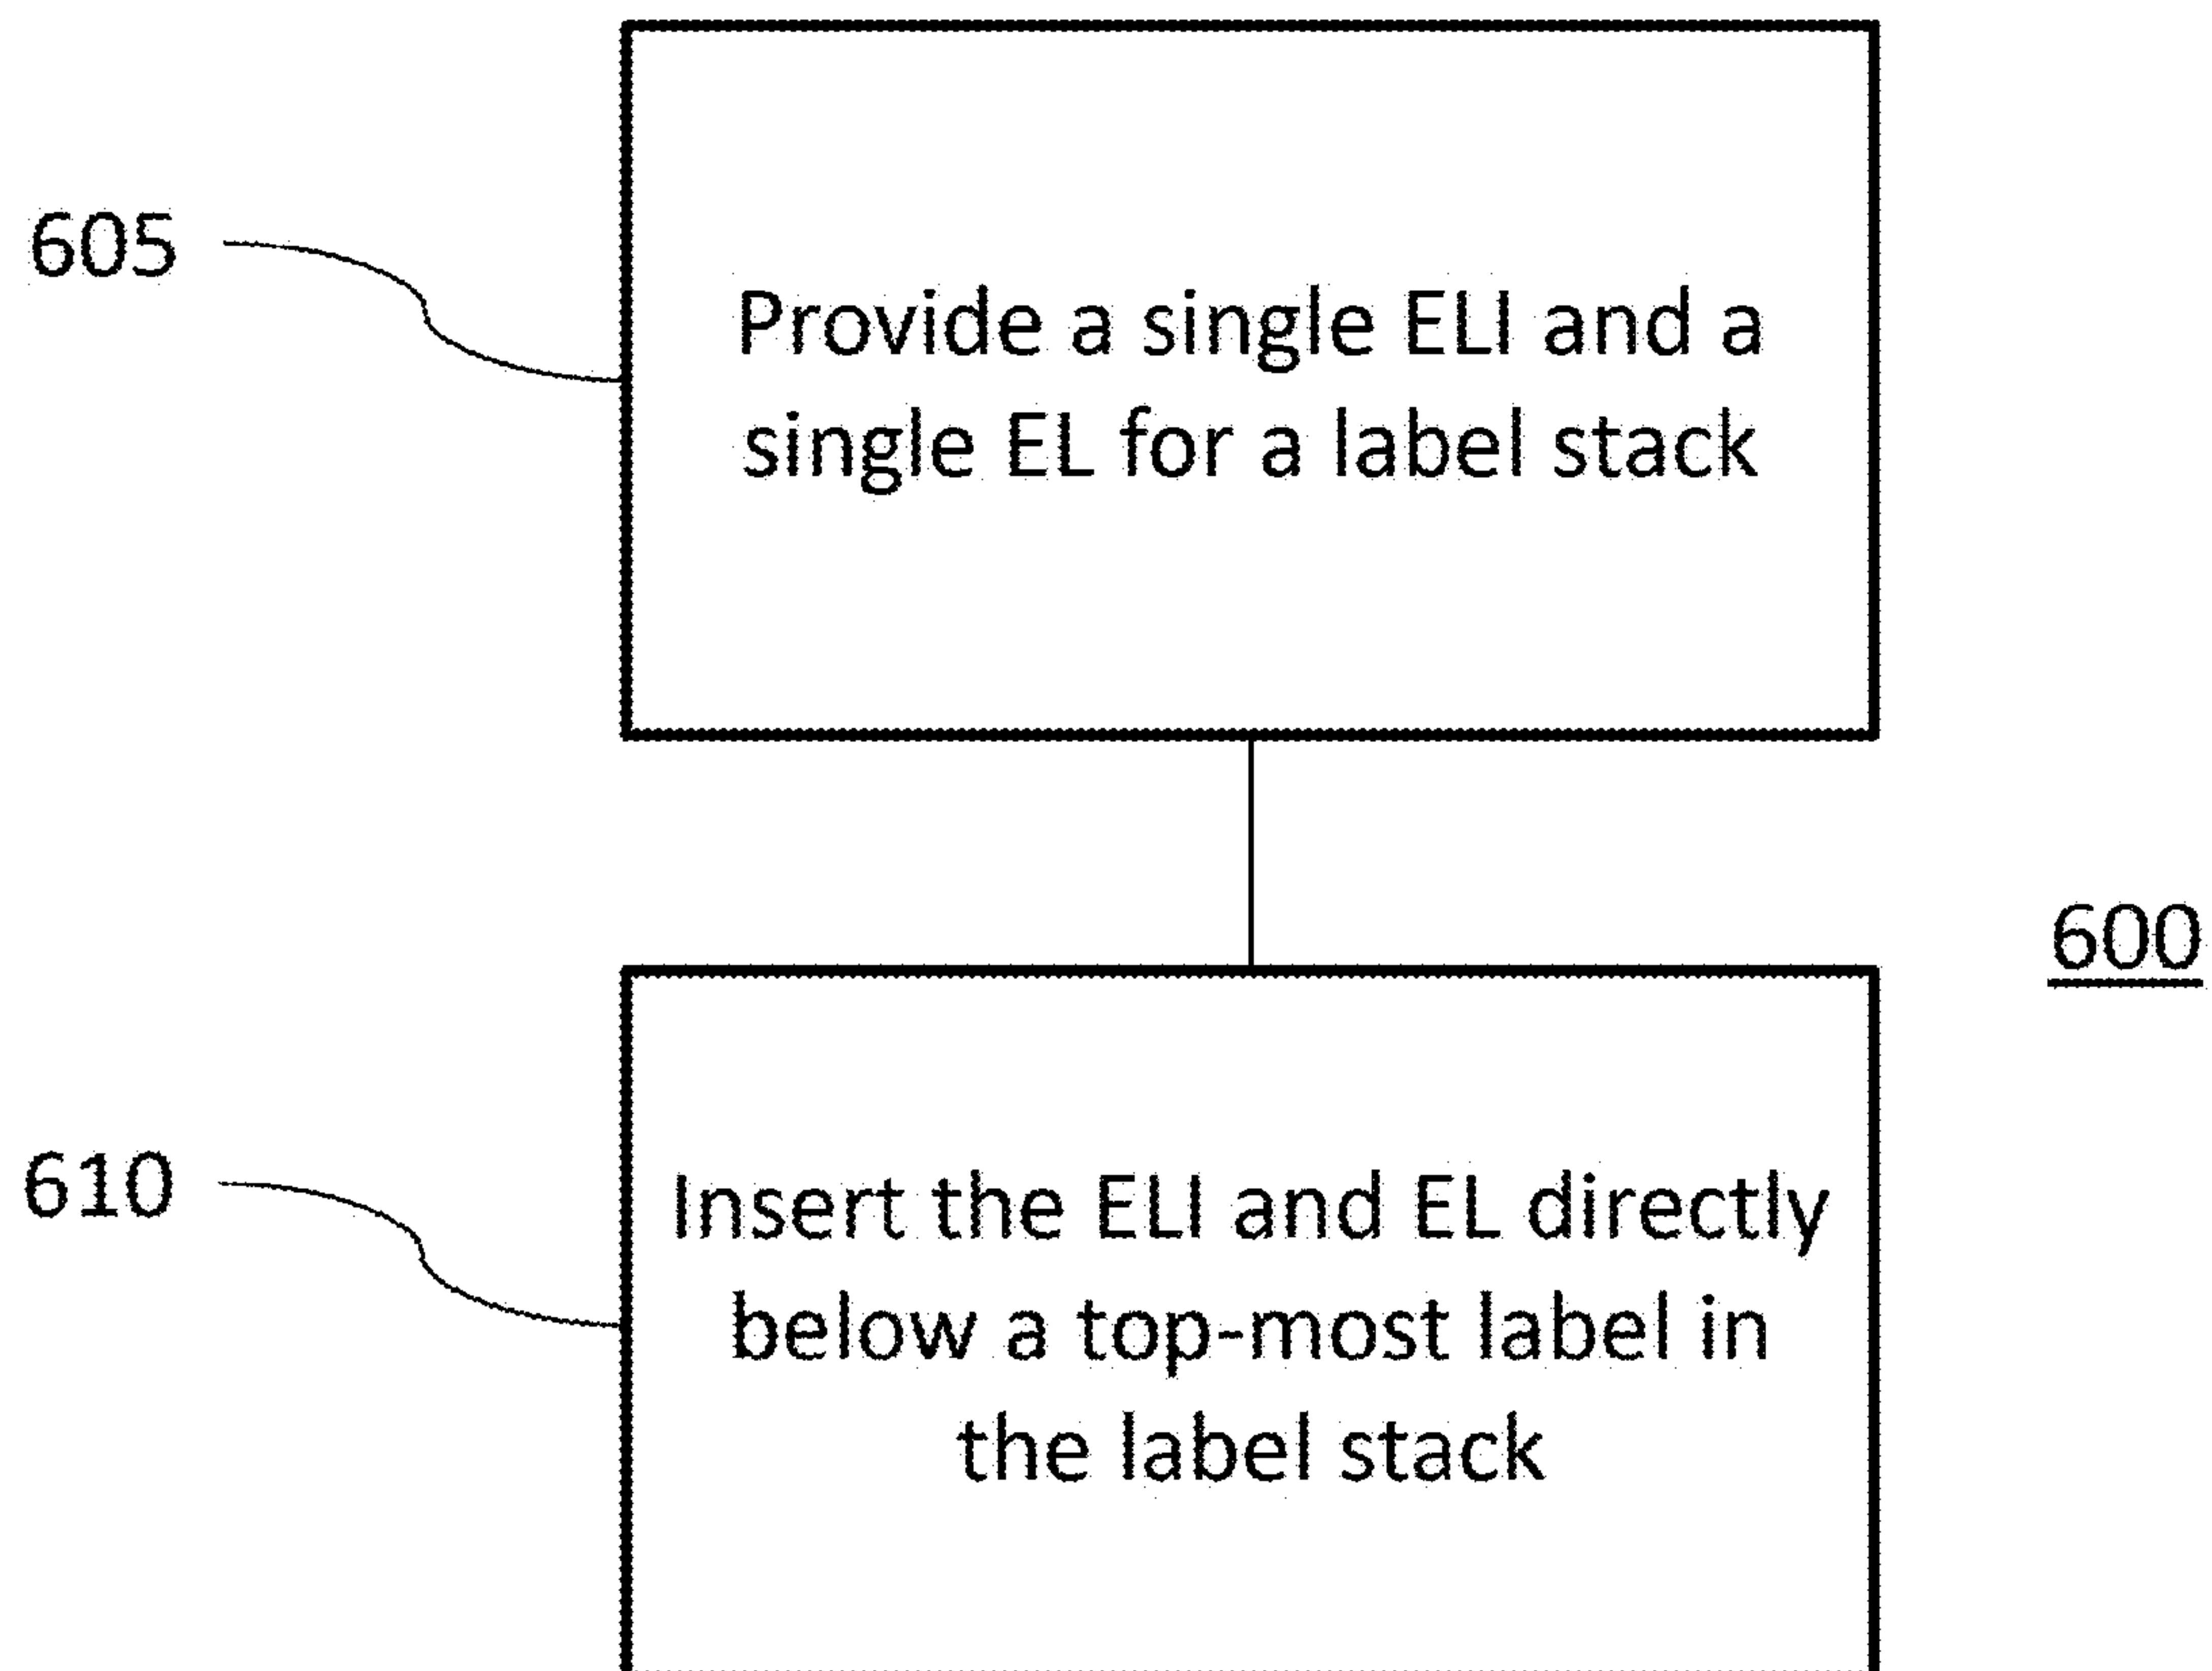 605
Provide a single ELI and a
single EL for a label stack
600
610
Insert the ELI and EL directly
below a top-most label in
the label stack